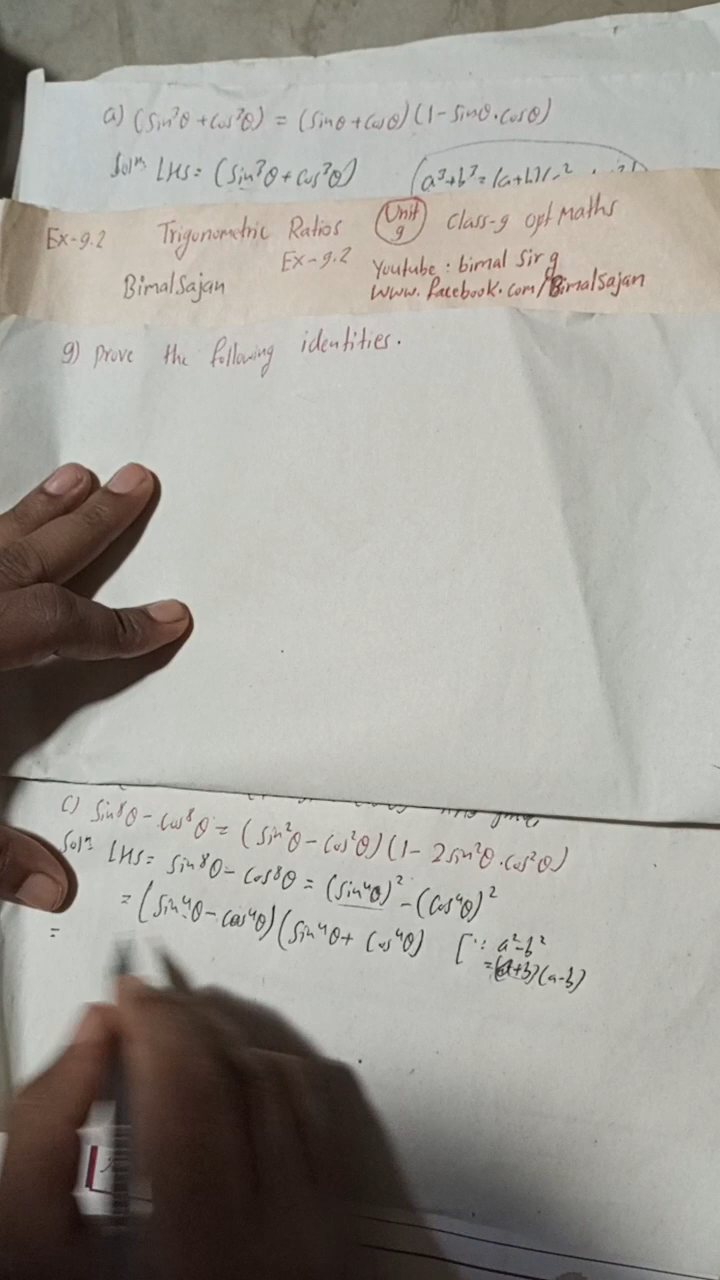 a) (Sin³θ + Cos³θ) = (Sinθ + Cosθ) (1 - Sinθ.Cosθ)
Solⁿ LHS = (Sin³θ + Cos³θ) (a³+b³ = (a+b)(
Ex-9.2 Trigonometric Ratios Unit 9 Class-9 opt Maths
Ex-9.2 Youtube : bimal Sir g
BimalSajan www.facebook.com/BimalSajan
g) prove the following identities.
C) Sin⁸θ - Cos⁸θ = (Sin²θ - Cos²θ) (1 - 2Sin²θ.Cos²θ)
Solⁿ LHS = Sin⁸θ - Cos⁸θ = (Sin⁴θ)² - (Cos⁴θ)²
= (Sin⁴θ - Cos⁴θ) (Sin⁴θ + Cos⁴θ) [∵ a²-b²
= = (a+b)(a-b)